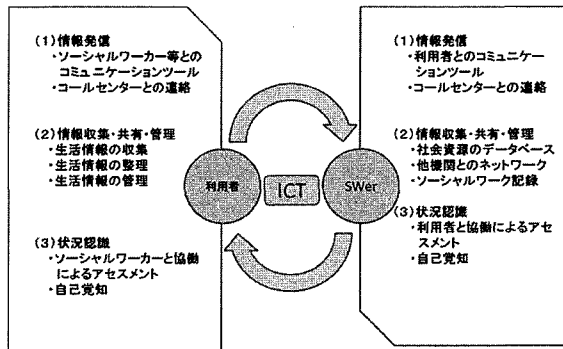 (1)情報発信
・ソーシャルワーカー等との
コミュニケーションツール
・コールセンターとの連絡
(2)情報収集・共有・管理
・生活情報の収集
・生活情報の整理
・生活情報の管理
(3)状況認識
・ソーシャルワーカーと協働
によるアセスメント
・自己覚知
利用者
ICT
SWer
(1)情報発信
・利用者とのコミュニケー
ションツール
・コールセンターとの連絡
(2)情報収集・共有・管理
・社会資源のデータベース
・他機関とのネットワーク
・ソーシャルワーク記録
(3)状況認識
・利用者と協働によるアセ
スメント
・自己覚知